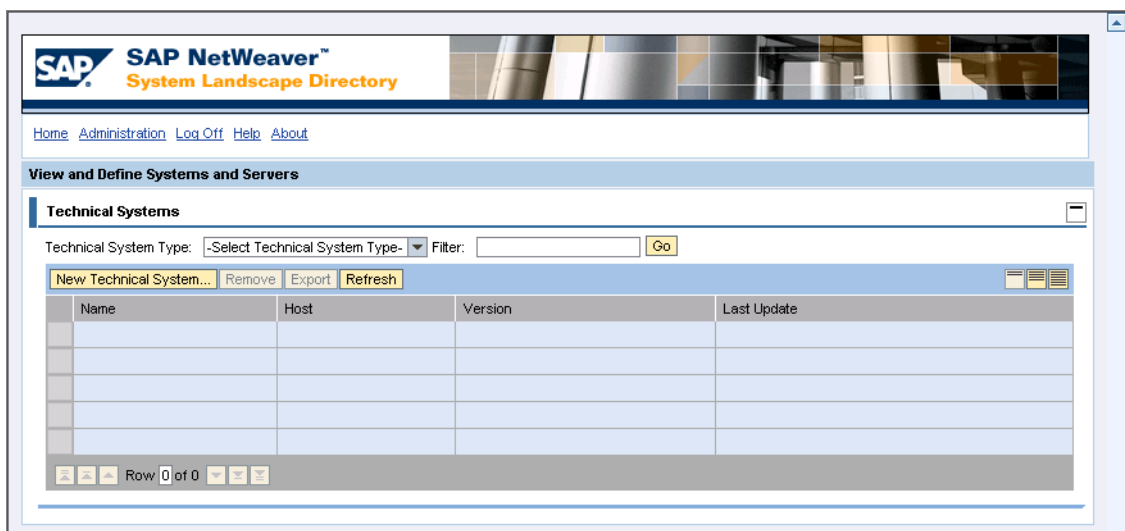 SAP
SAP NetWeaver™
System Landscape Directory
Home Administration Log Off Help About
View and Define Systems and Servers
Technical Systems
Technical System Type: -Select Technical System Type- Filter: Go
New Technical System... Remove Export Refresh
Name Host Version Last Update
Row 0 of 0